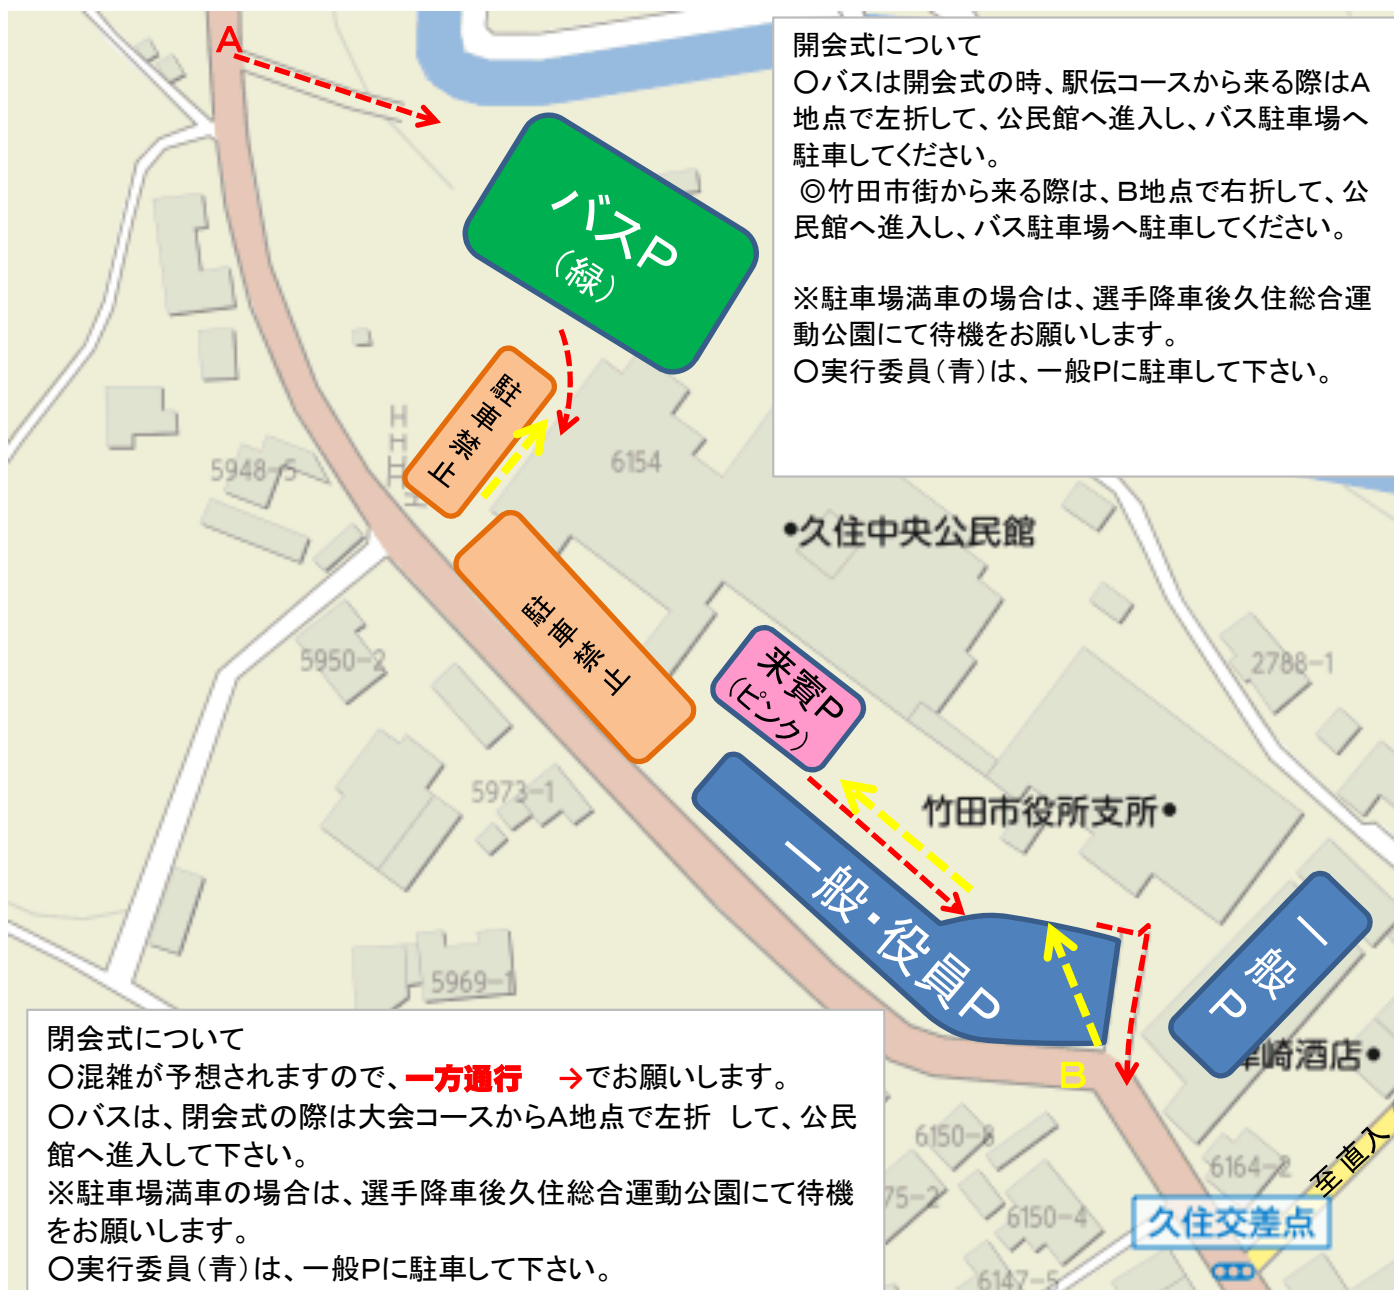 A
開会式について
〇バスは開会式の時、駅伝コースから来る際はA
地点で左折して、公民館へ進入し、バス駐車場へ
駐車してください。
◎竹田市街から来る際は、B地点で右折して、公
民館へ進入し、バス駐車場へ駐車してください。
※駐車場満車の場合は、選手降車後久住総合運
動公園にて待機をお願いします。
〇実行委員(青)は、一般Pに駐車して下さい。
バスP
(緑)
駐車禁止
5948-5
6154
•久住中央公民館
駐車禁止
5950-2
来賓P
(ピンク)
2788-1
5973-1
竹田市役所支所•
一般・役員P
一般P
5969-1
B
崎酒店•
閉会式について
〇混雑が予想されますので、一方通行 →でお願いします。
〇バスは、閉会式の際は大会コースからA地点で左折 して、公民
館へ進入して下さい。
※駐車場満車の場合は、選手降車後久住総合運動公園にて待機
をお願いします。
〇実行委員(青)は、一般Pに駐車して下さい。
6150-8
6164-2
至直入
75-2
6150-4
久住交差点
6147-5